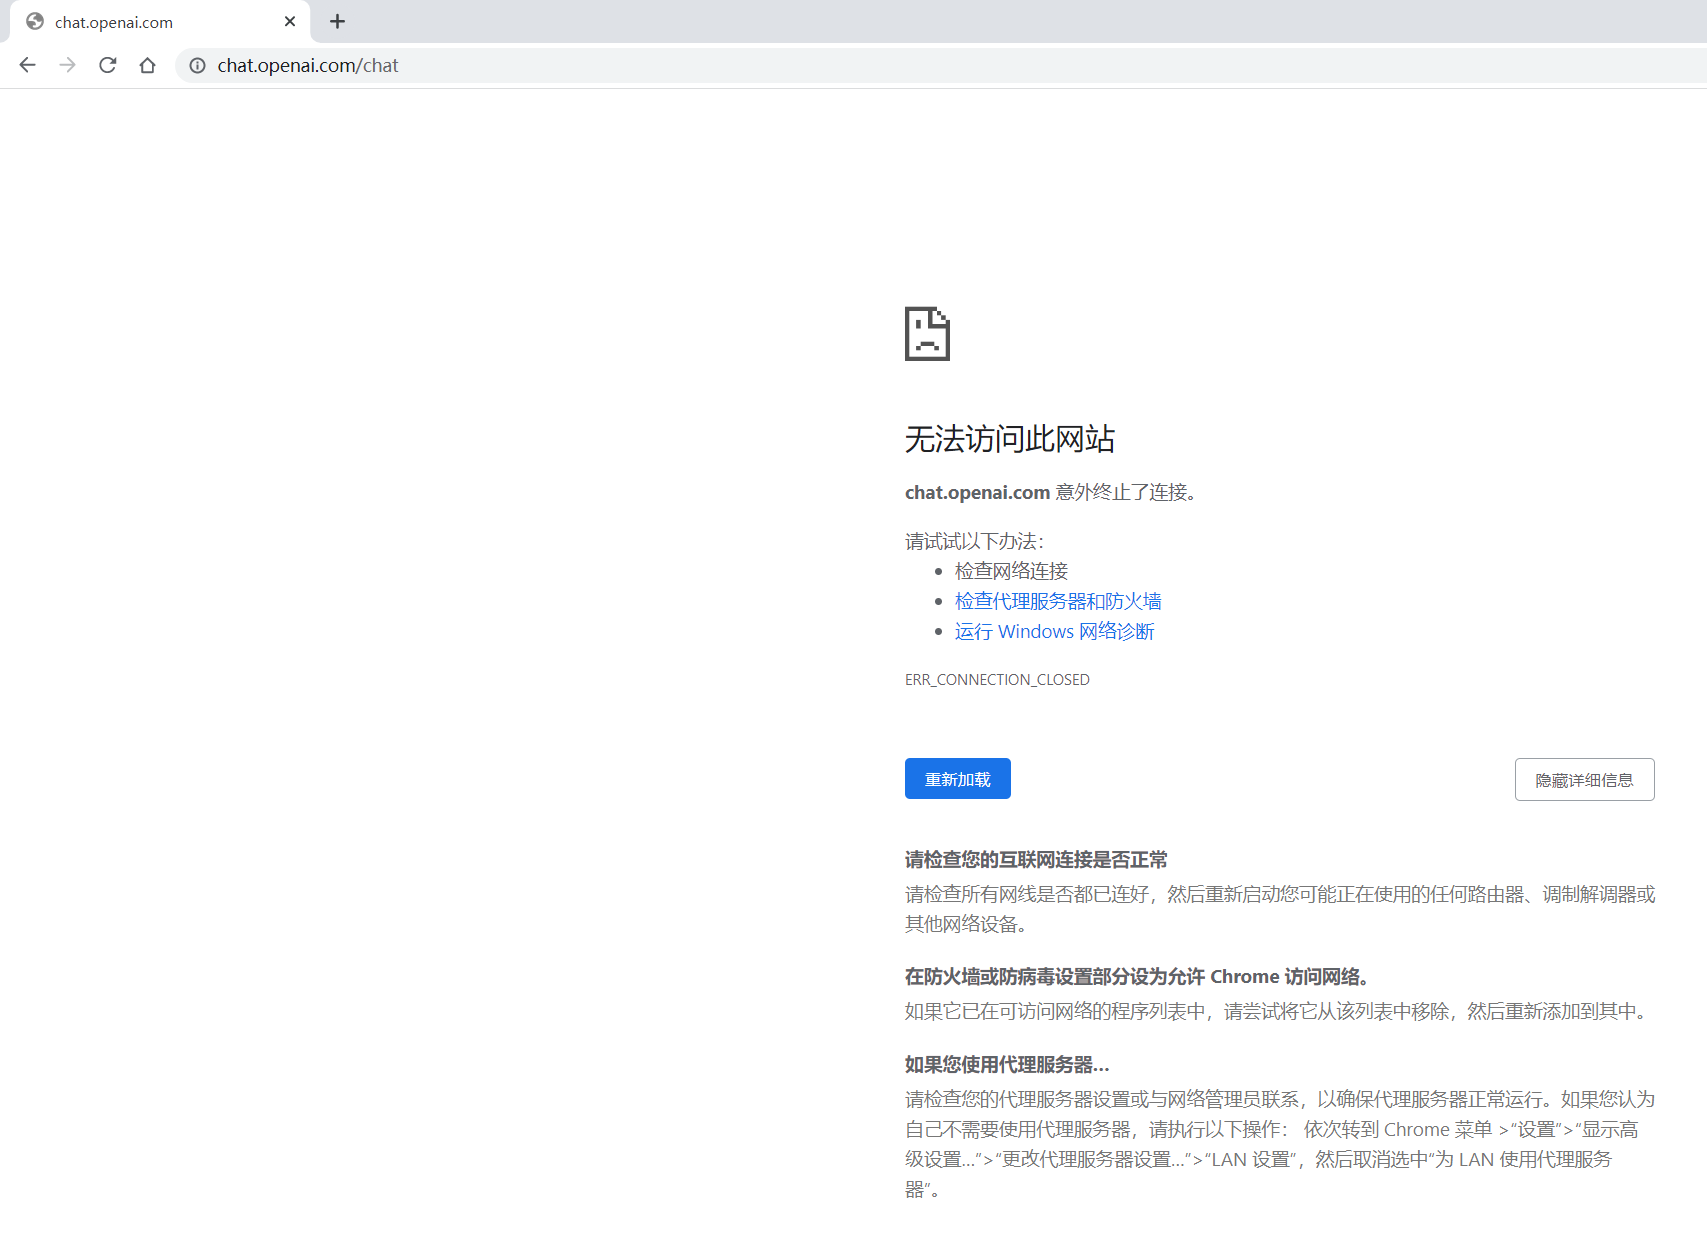 chat.openai.com
chat.openai.com/chat
无法访问此网站
chat.openai.com 意外终止了连接。
请试试以下办法：
检查网络连接
检查代理服务器和防火墙
运行 Windows 网络诊断
ERR_CONNECTION_CLOSED
重新加载
隐藏详细信息
请检查您的互联网连接是否正常
请检查所有网线是否都已连好，然后重新启动您可能正在使用的任何路由器、调制解调器或
其他网络设备。
在防火墙或防病毒设置部分设为允许 Chrome 访问网络。
如果它已在可访问网络的程序列表中，请尝试将它从该列表中移除，然后重新添加到其中。
如果您使用代理服务器…
请检查您的代理服务器设置或与网络管理员联系，以确保代理服务器正常运行。如果您认为
自己不需要使用代理服务器，请执行以下操作： 依次转到 Chrome 菜单 >“设置”>“显示高
级设置…”>“更改代理服务器设置…”>“LAN 设置”，然后取消选中“为 LAN 使用代理服务
器”。